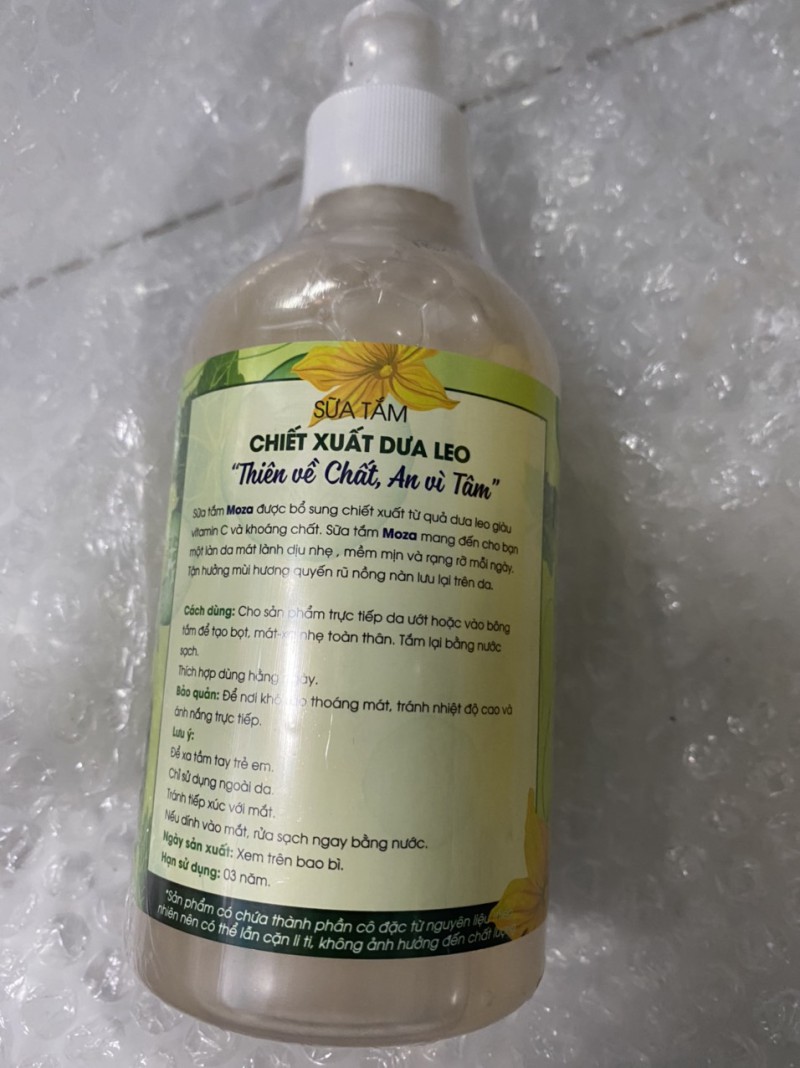 SỮA TẮM
CHIẾT XUẤT DƯA LEO
"Thiên về Chất, An vì Tâm"
Sữa tắm Moza được bổ sung chiết xuất từ quả dưa leo giàu
vitamin C và khoáng chất. Sữa tắm Moza mang đến cho bạn
một làn da mát lành dịu nhẹ , mềm mịn và rạng rỡ mỗi ngày.
Tận hưởng mùi hương quyến rũ nồng nàn lưu lại trên da.
Cách dùng: Cho sản phẩm trực tiếp da ướt hoặc vào bông
tắm để tạo bọt, mát-xa nhẹ toàn thân. Tắm lại bằng nước
sạch.
Thích hợp dùng hằng ngày.
Bảo quản: Để nơi khô ráo thoáng mát, tránh nhiệt độ cao và
ánh nắng trực tiếp.
Lưu ý:
Để xa tầm tay trẻ em.
Chỉ sử dụng ngoài da.
Tránh tiếp xúc với mắt.
Nếu dính vào mắt, rửa sạch ngay bằng nước.
Ngày sản xuất: Xem trên bao bì.
Hạn sử dụng: 03 năm.
*Sản phẩm có chứa thành phần cô đặc từ nguyên liệu
nhiên nên có thể lẫn cặn li ti, không ảnh hưởng đến chất